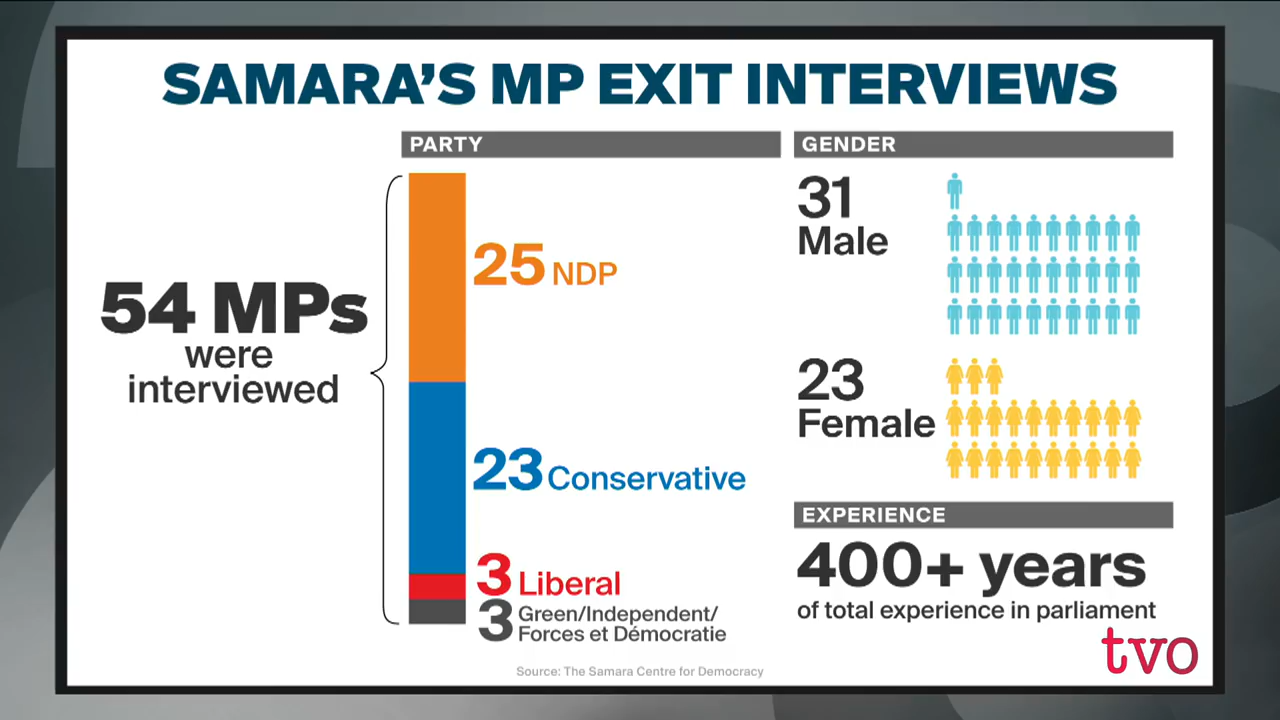 SAMARA'S MP EXIT INTERVIEWS
54 MPs
were
interviewed
PARTY
25 NDP
23 Conservative
3 Liberal
3 Green/Independent/
Forces et Démocratie
GENDER
31
Male
23
Female
EXPERIENCE
400+ years
of total experience in parliament
tvo
Source: The Samara Centre for Democracy